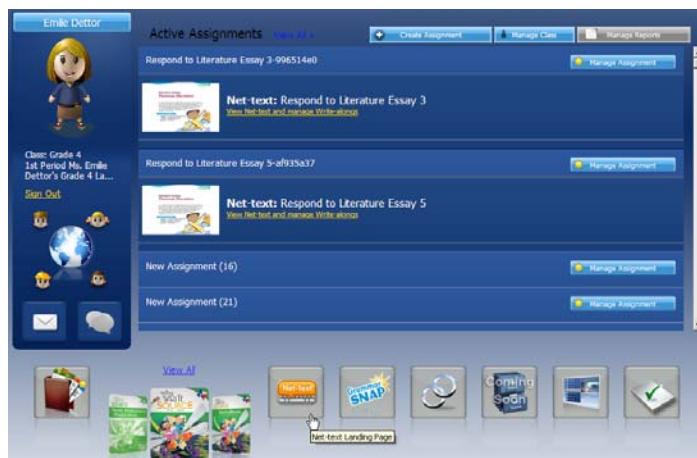 Emilie Dettor
Active Assignments View All »
Create Assignment
Manage Class
Manage Reports
Respond to Literature Essay 3-996514e0
Manage Assignment
Net-text: Respond to Literature Essay 3
View Net-text and manage Write-alongs
Class: Grade 4
1st Period Ms. Emilie
Dettor's Grade 4 La...
Sign Out
Respond to Literature Essay 5-af935a37
Manage Assignment
Net-text: Respond to Literature Essay 5
View Net-text and manage Write-alongs
New Assignment (16)
Manage Assignment
New Assignment (21)
Manage Assignment
View All
Write
SOURCE
Net-text
Grammar
SNAP
Coming
Soon
Net-text Landing Page